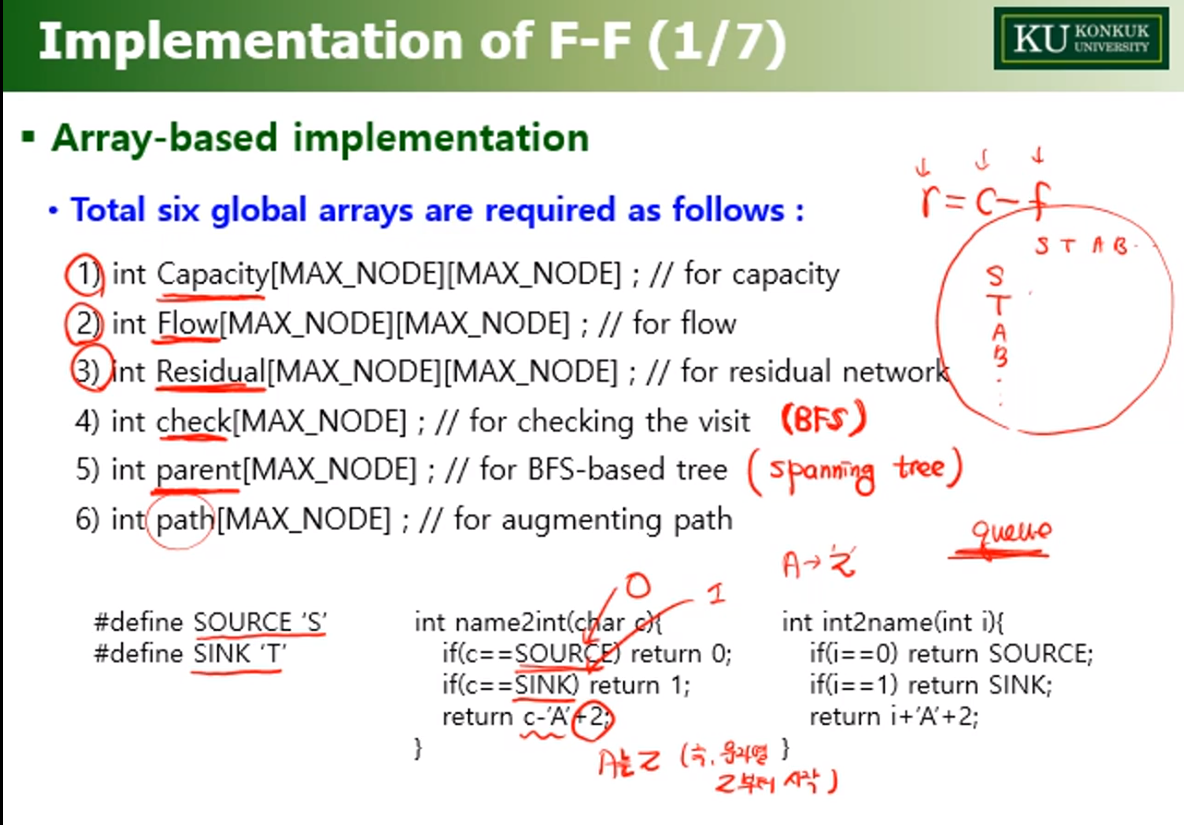 Implementation of F-F (1/7)
KU KONKUK UNIVERSITY
▪ Array-based implementation
• Total six global arrays are required as follows :
r = c - f
S T A B ..
S
T
A
B
:
1) int Capacity[MAX_NODE][MAX_NODE] ; // for capacity
2) int Flow[MAX_NODE][MAX_NODE] ; // for flow
3) int Residual[MAX_NODE][MAX_NODE] ; // for residual network
4) int check[MAX_NODE] ; // for checking the visit (BFS)
5) int parent[MAX_NODE] ; // for BFS-based tree (spanning tree)
6) int path[MAX_NODE] ; // for augmenting path
queue
A→'2'
0
1
#define SOURCE 'S'
#define SINK 'T'
int name2int(char c){
if(c==SOURCE) return 0;
if(c==SINK) return 1;
return c-'A'+2;
}
A는 2 (즉,
2부터 시작)
int int2name(int i){
if(i==0) return SOURCE;
if(i==1) return SINK;
return i+'A'+2;
}